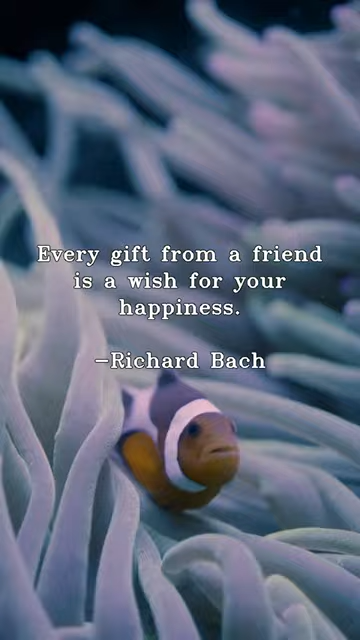 Every gift from a friend
is a wish for your
happiness.
—Richard Bach